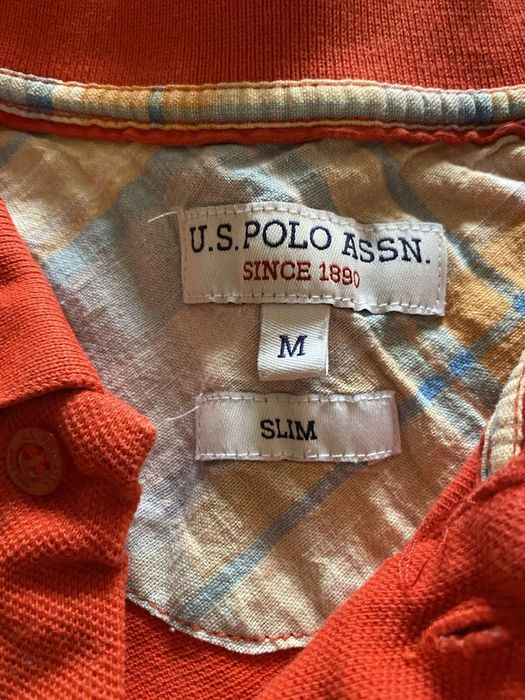 U.S. POLO ASSN.
SINCE 1890
M
SLIM